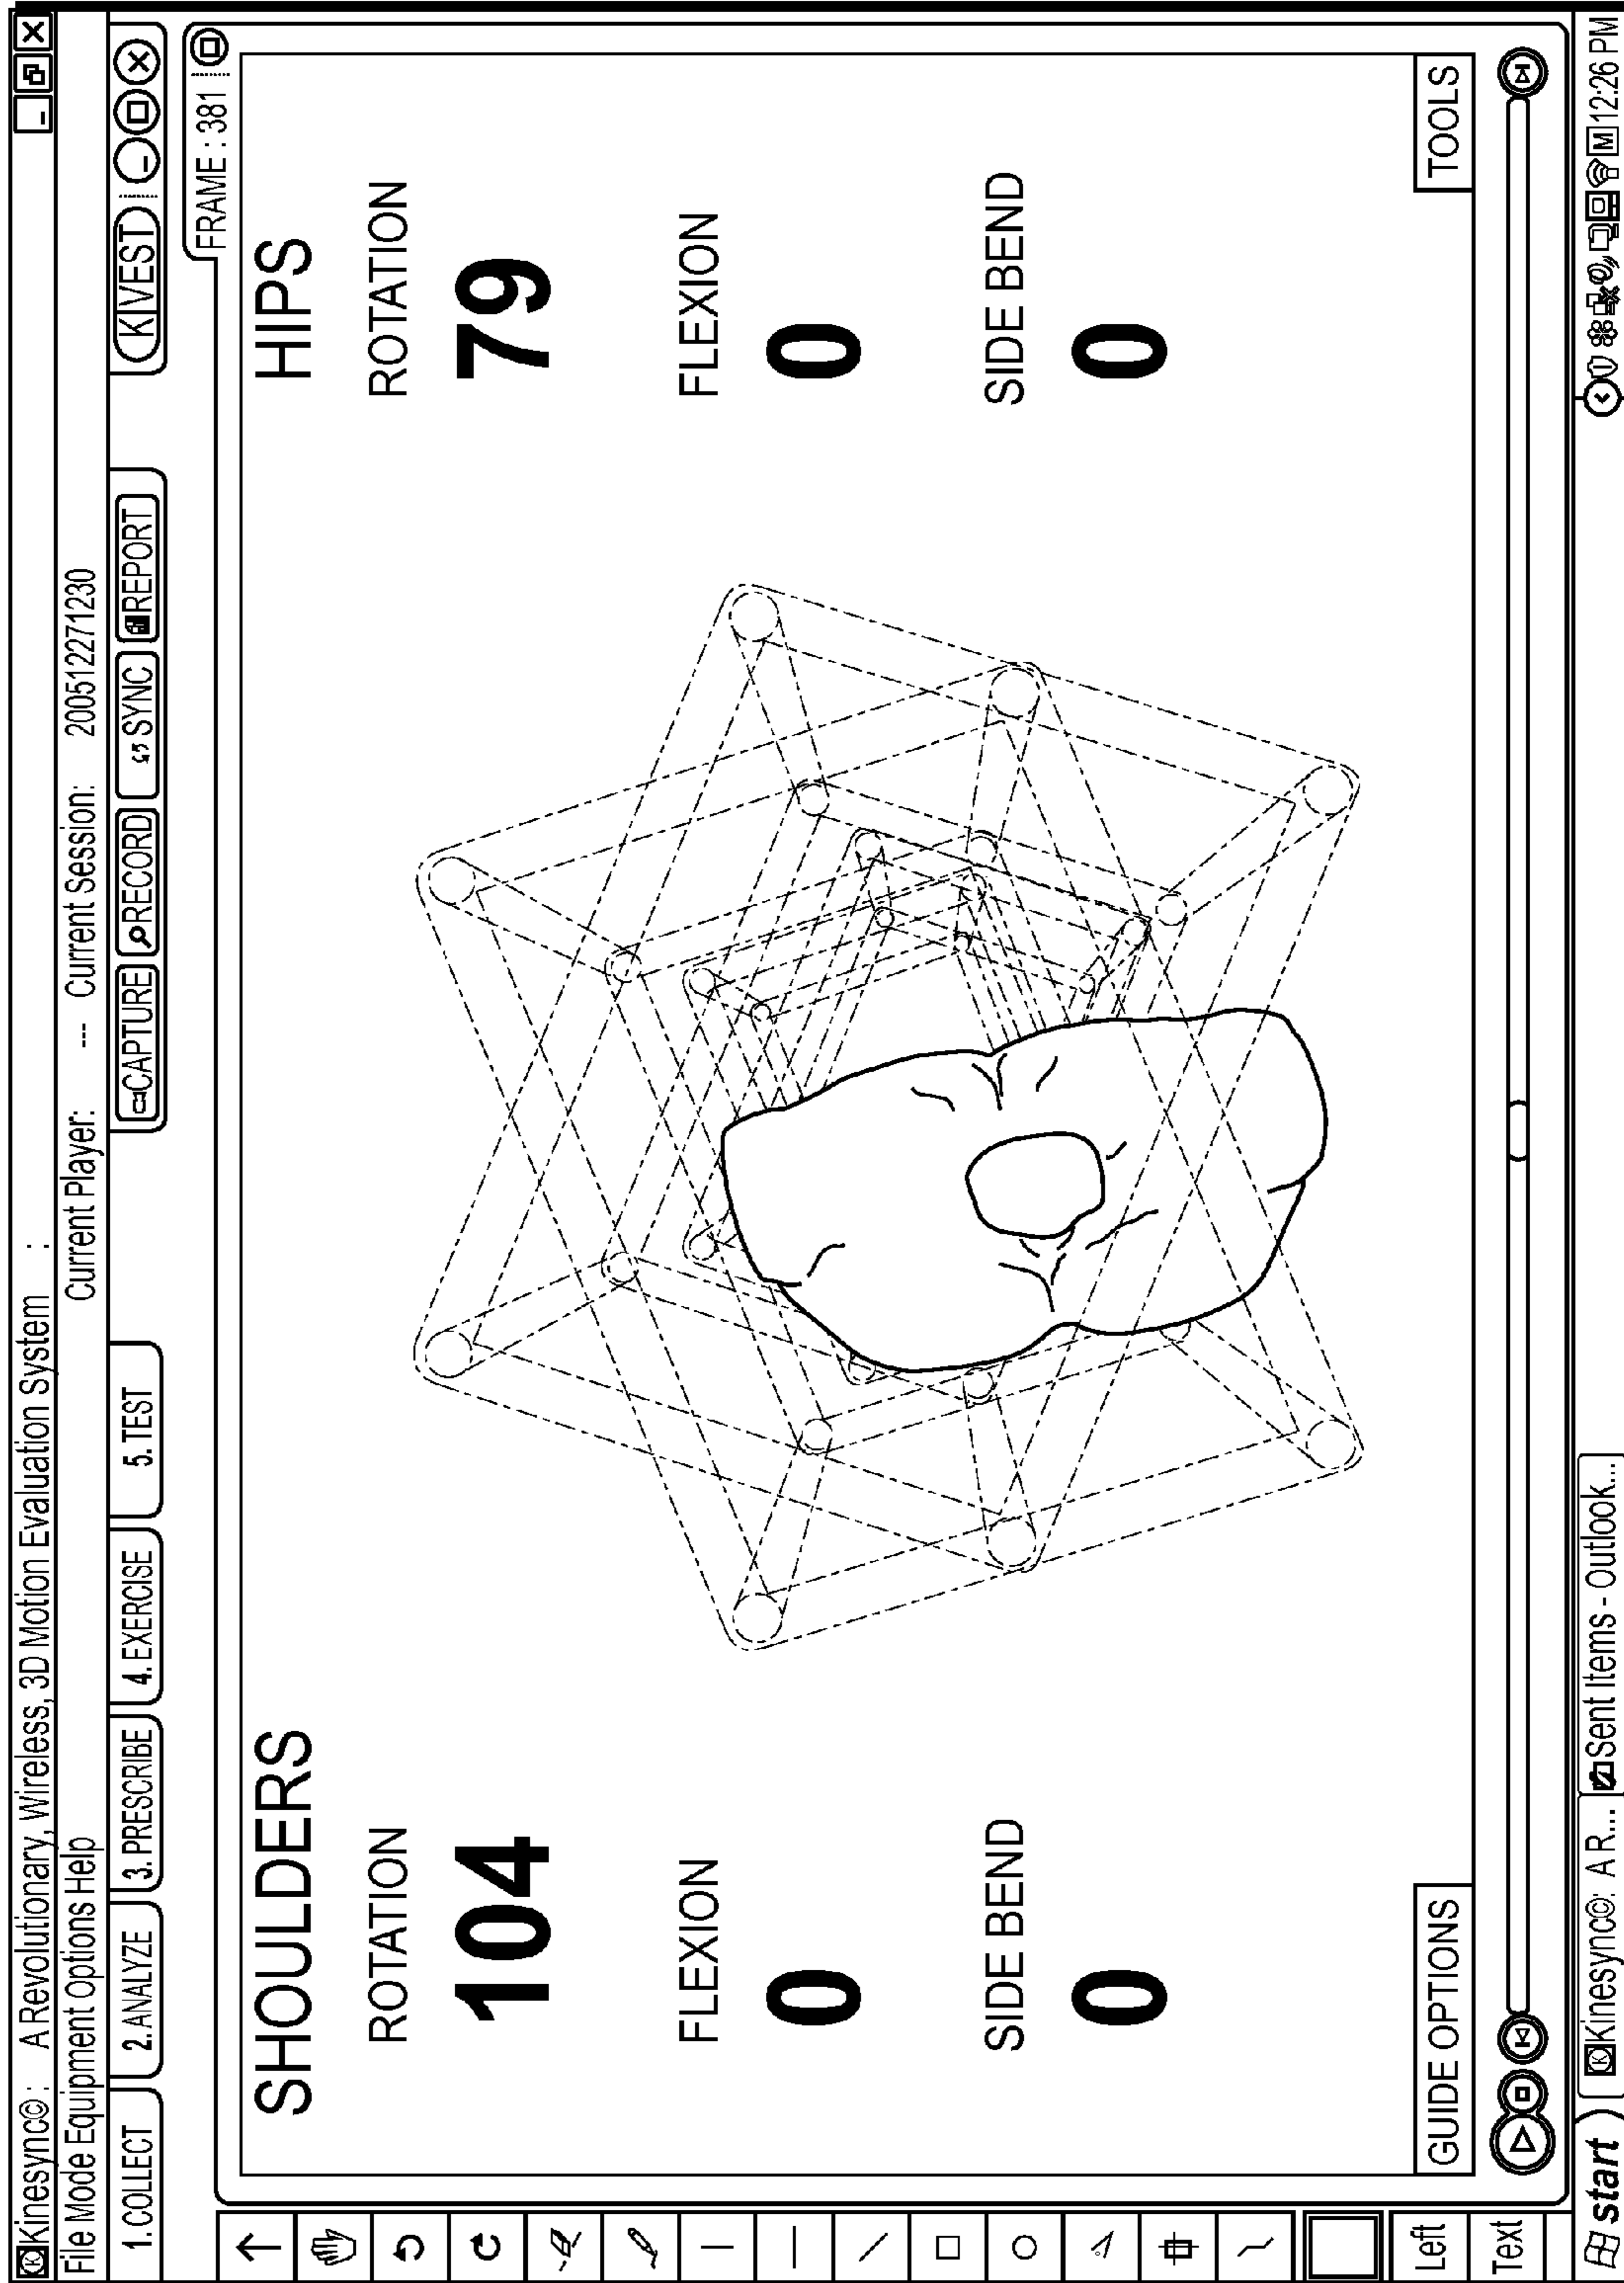 Kinesync©: A Revolutionary, Wireless, 3D Motion Evaluation System :
File Mode Equipment Options Help
Current Player: --- Current Session: 200512271230
1. COLLECT 2. ANALYZE 3. PRESCRIBE 4. EXERCISE 5. TEST CAPTURE RECORD SYNC REPORT K VEST
FRAME : 381
SHOULDERS HIPS
ROTATION ROTATION
104 79
FLEXION FLEXION
0 0
SIDE BEND SIDE BEND
0 0
GUIDE OPTIONS TOOLS
Left
Text
start Kinesync©: A R... Sent Items - Outlook... 12:26 PM